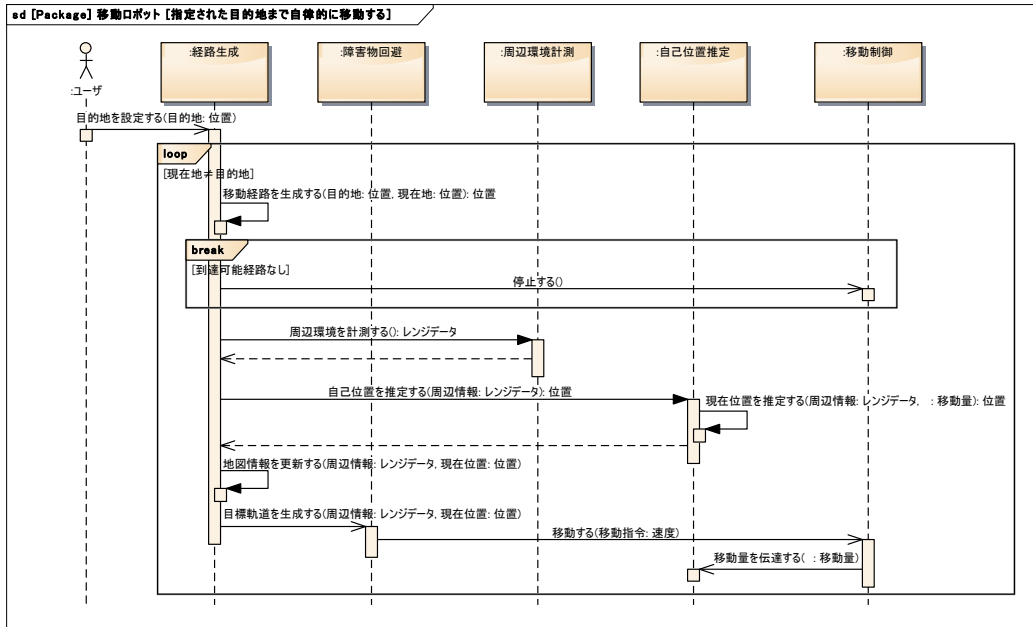 sd [Package] 移動ロボット [指定された目的地まで自律的に移動する]
:経路生成
:障害物回避
:周辺環境計測
:自己位置推定
:移動制御
:ユーザ
目的地を設定する(目的地: 位置)
loop
[現在地≠目的地]
移動経路を生成する(目的地: 位置, 現在地: 位置): 位置
break
[到達可能経路なし]
停止する()
周辺環境を計測する(): レンジデータ
自己位置を推定する(周辺情報: レンジデータ): 位置
現在位置を推定する(周辺情報: レンジデータ, : 移動量): 位置
地図情報を更新する(周辺情報: レンジデータ, 現在位置: 位置)
目標軌道を生成する(周辺情報: レンジデータ, 現在位置: 位置)
移動する(移動指令: 速度)
移動量を伝達する( : 移動量)